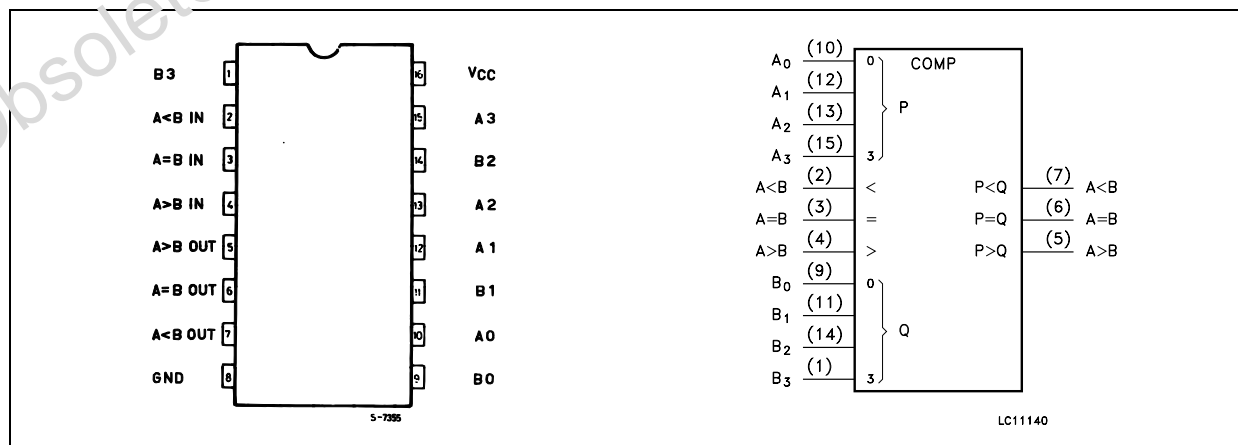 Obsolete
B3 1 16 VCC
A<B IN 2 15 A3
A=B IN 3 14 B2
A>B IN 4 13 A2
A>B OUT 5 12 A1
A=B OUT 6 11 B1
A<B OUT 7 10 A0
GND 8 9 B0
S-7355
COMP
A0 (10) 0
A1 (12)
P
A2 (13)
A3 (15) 3
A<B (2) < P<Q (7) A<B
A=B (3) = P=Q (6) A=B
A>B (4) > P>Q (5) A>B
B0 (9) 0
B1 (11)
Q
B2 (14)
B3 (1) 3
LC11140